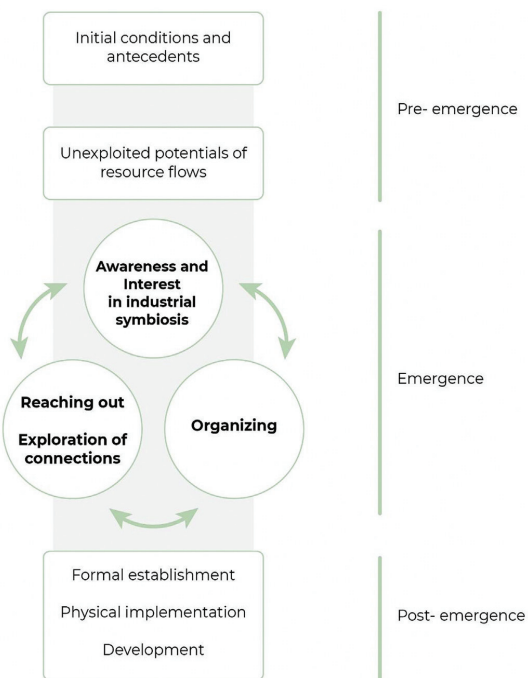 Initial conditions and
antecedents
Pre- emergence
Unexploited potentials of
resource flows
Awareness and
Interest
in industrial
symbiosis
Emergence
Reaching out
Exploration of
connections
Organizing
Formal establishment
Physical implementation
Development
Post- emergence